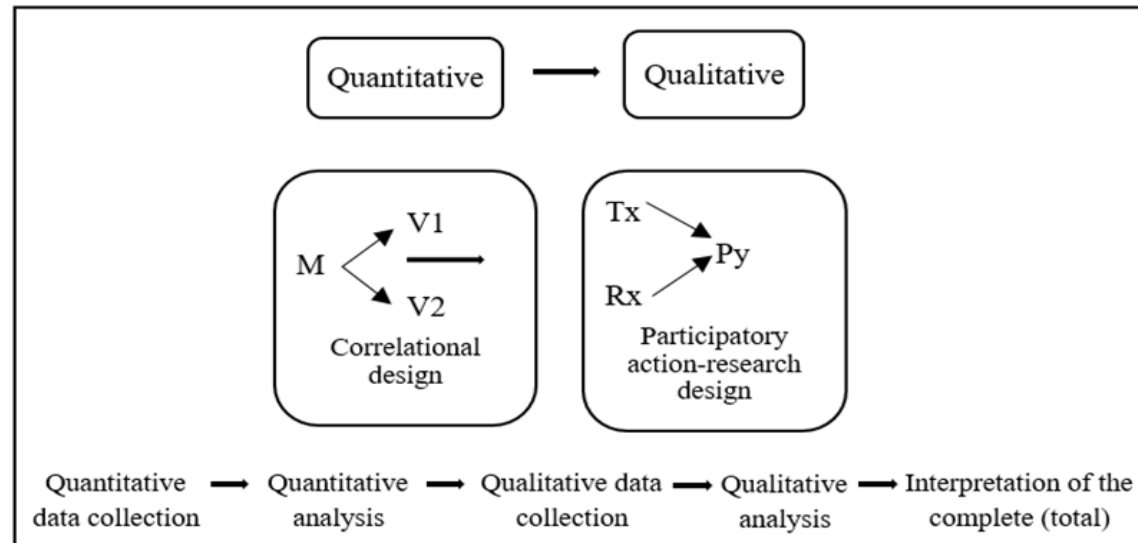 Quantitative
Qualitative
V1
M
V2
Correlational
design
Tx
Py
Rx
Participatory
action-research
design
Quantitative
data collection
Quantitative
analysis
Qualitative data
collection
Qualitative
analysis
Interpretation of the
complete (total)